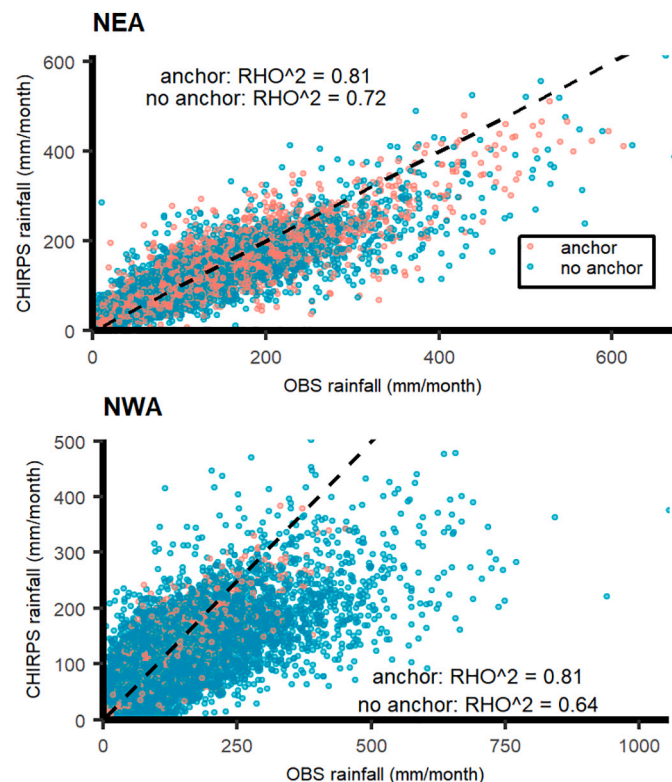 NEA
600
anchor: RHO^2 = 0.81
no anchor: RHO^2 = 0.72
400
200
0
CHIRPS rainfall (mm/month)
anchor
no anchor
0 200 400 600
OBS rainfall (mm/month)
NWA
500
400
300
200
100
0
CHIRPS rainfall (mm/month)
anchor: RHO^2 = 0.81
no anchor: RHO^2 = 0.64
0 250 500 750 1000
OBS rainfall (mm/month)